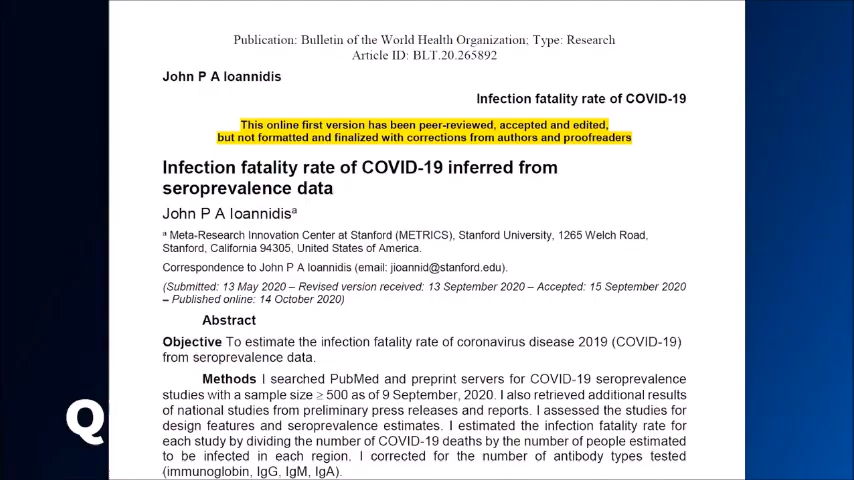 Publication: Bulletin of the World Health Organization; Type: Research
Article ID: BLT.20.265892
John P A Ioannidis
Infection fatality rate of COVID-19
This online first version has been peer-reviewed, accepted and edited,
but not formatted and finalized with corrections from authors and proofreaders
Infection fatality rate of COVID-19 inferred from
seroprevalence data
John P A Ioannidisª
ª Meta-Research Innovation Center at Stanford (METRICS), Stanford University, 1265 Welch Road,
Stanford, California 94305, United States of America.
Correspondence to John P A Ioannidis (email: jioannid@stanford.edu).
(Submitted: 13 May 2020 – Revised version received: 13 September 2020 – Accepted: 15 September 2020
– Published online: 14 October 2020)
Abstract
Objective To estimate the infection fatality rate of coronavirus disease 2019 (COVID-19)
from seroprevalence data.
Methods I searched PubMed and preprint servers for COVID-19 seroprevalence
studies with a sample size ≥ 500 as of 9 September, 2020. I also retrieved additional results
of national studies from preliminary press releases and reports. I assessed the studies for
design features and seroprevalence estimates. I estimated the infection fatality rate for
each study by dividing the number of COVID-19 deaths by the number of people estimated
to be infected in each region. I corrected for the number of antibody types tested
(immunoglobin, IgG, IgM, IgA).
Q